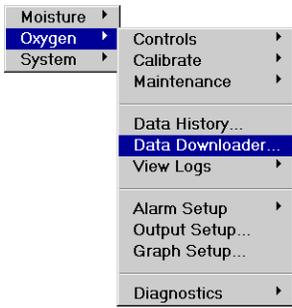 Moisture
Oxygen
System
Controls
Calibrate
Maintenance
Data History...
Data Downloader...
View Logs
Alarm Setup
Output Setup...
Graph Setup...
Diagnostics